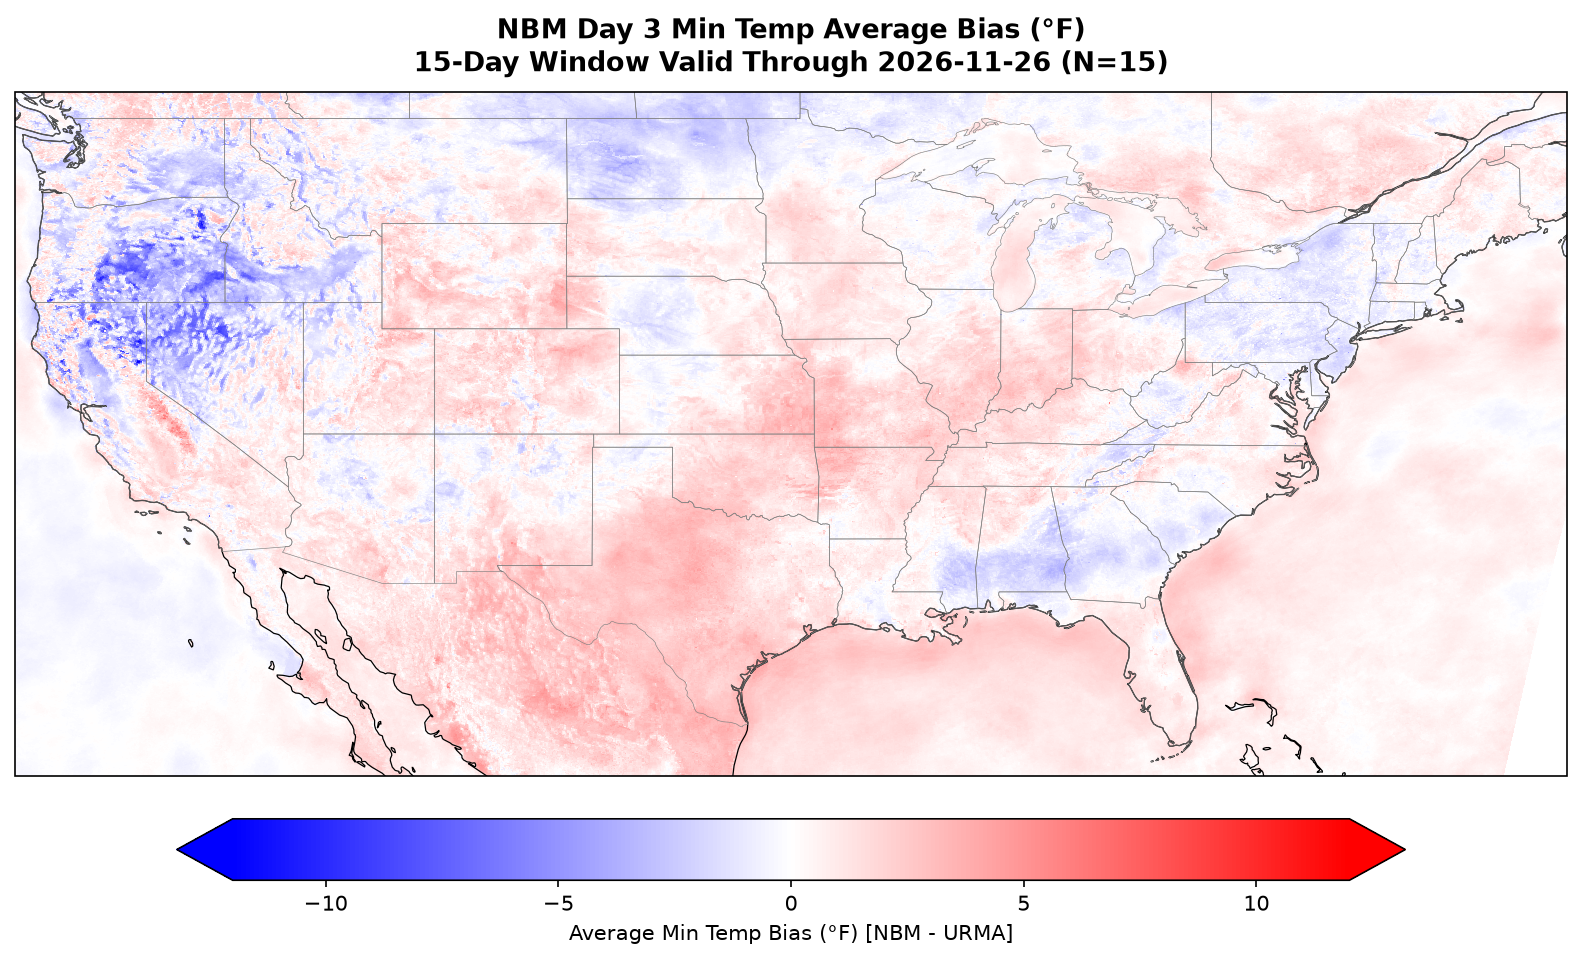 NBM Day 3 Min Temp Average Bias (°F)
15-Day Window Valid Through 2026-11-26 (N=15)
−10 −5 0 5 10
Average Min Temp Bias (°F) [NBM - URMA]